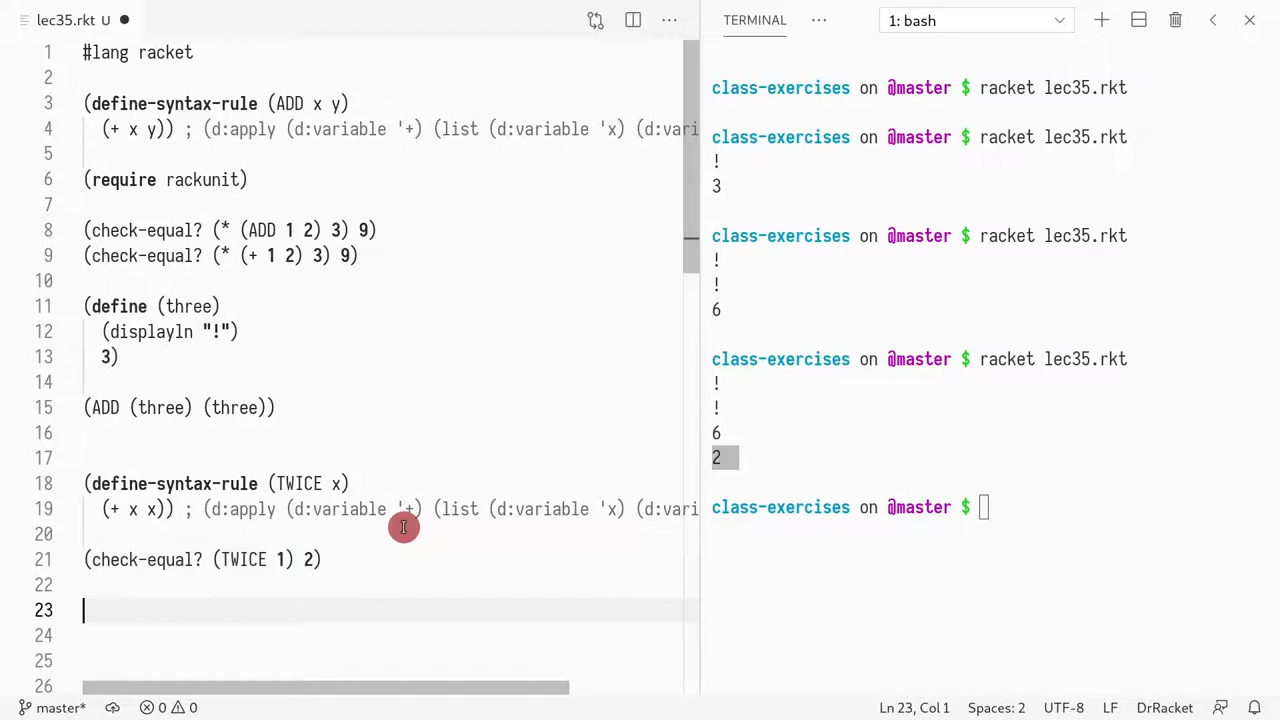 lec35.rkt U
TERMINAL
1: bash
1 #lang racket
2
3 (define-syntax-rule (ADD x y)
4 (+ x y)) ; (d:apply (d:variable '+) (list (d:variable 'x) (d:vari
5
6 (require rackunit)
7
8 (check-equal? (* (ADD 1 2) 3) 9)
9 (check-equal? (* (+ 1 2) 3) 9)
10
11 (define (three)
12 (displayln "!")
13 3)
14
15 (ADD (three) (three))
16
17
18 (define-syntax-rule (TWICE x)
19 (+ x x)) ; (d:apply (d:variable '+) (list (d:variable 'x) (d:vari
20
21 (check-equal? (TWICE 1) 2)
22
23
24
25
26
class-exercises on @master $ racket lec35.rkt
class-exercises on @master $ racket lec35.rkt
!
3
class-exercises on @master $ racket lec35.rkt
!
!
6
class-exercises on @master $ racket lec35.rkt
!
!
6
2
class-exercises on @master $
master* 0 0 Ln 23, Col 1 Spaces: 2 UTF-8 LF DrRacket